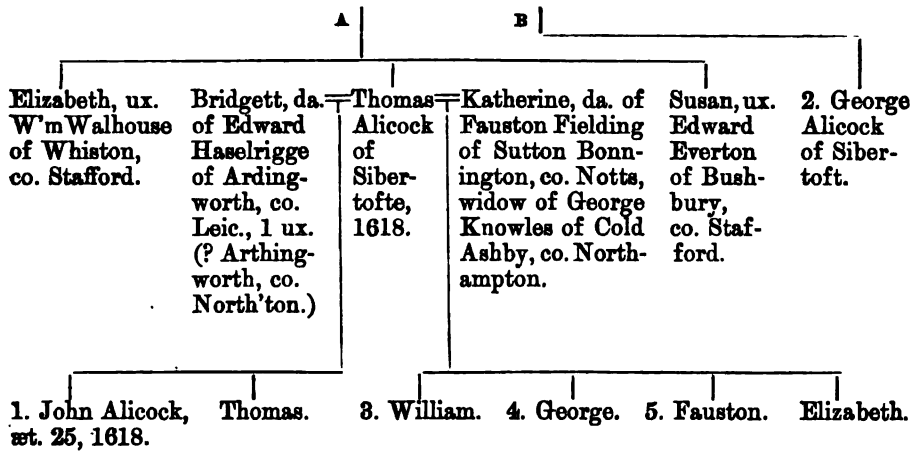 A
B
Elizabeth, ux.
W'm Walhouse
of Whiston,
co. Stafford.
Bridgett, da.
of Edward
Haselrigge
of Arding-
worth, co.
Leic., 1 ux.
(? Arthing-
worth, co.
North'ton.)
Thomas
Alicock
of
Siber-
tofte,
1618.
Katherine, da. of
Fauston Fielding
of Sutton Bonn-
ington, co. Notts,
widow of George
Knowles of Cold
Ashby, co. North-
ampton.
Susan, ux.
Edward
Everton
of Bush-
bury,
co. Staf-
ford.
2. George
Alicock
of Siber-
toft.
1. John Alicock,
æt. 25, 1618.
Thomas.
3. William.
4. George.
5. Fauston.
Elizabeth.